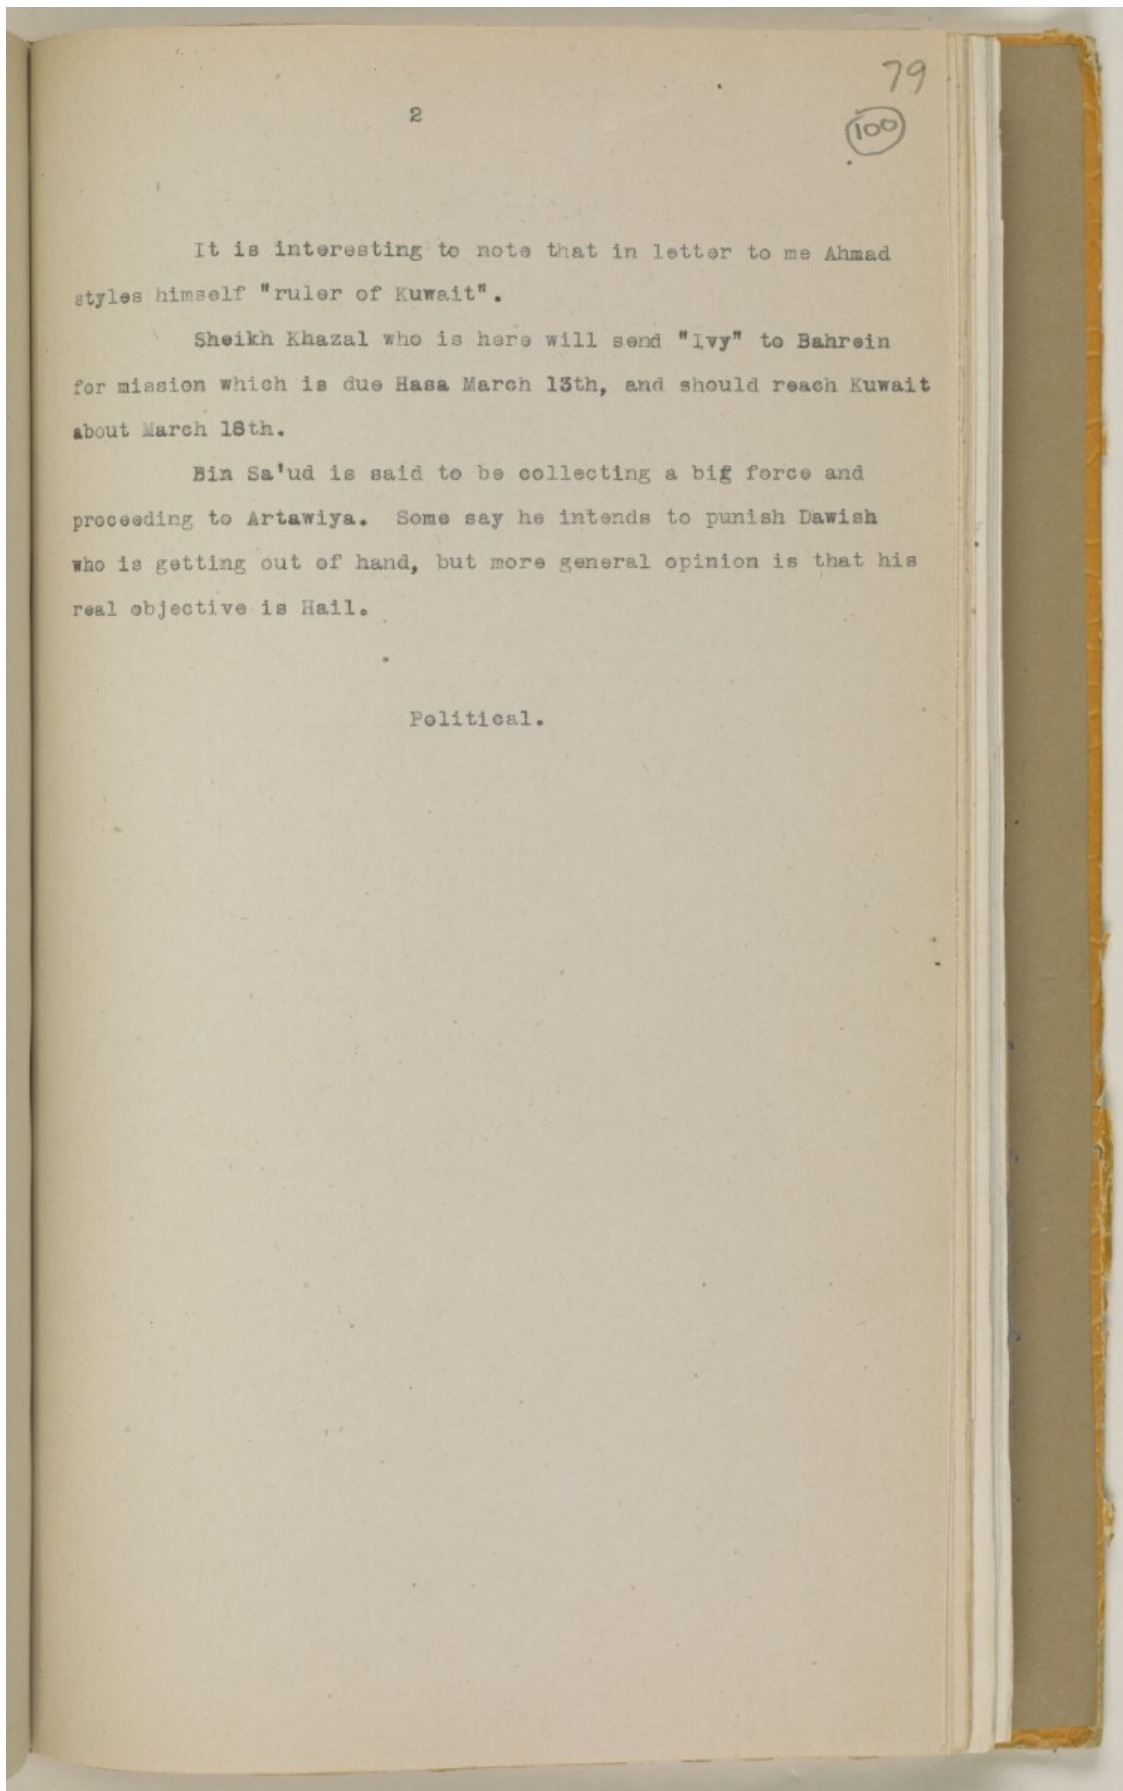 79
2
100
It is interesting to note that in letter to me Ahmad
styles himself "ruler of Kuwait".
Sheikh Khazal who is here will send "Ivy" to Bahrein
for mission which is due Hasa March 13th, and should reach Kuwait
about March 18th.
Bin Sa'ud is said to be collecting a big force and
proceeding to Artawiya. Some say he intends to punish Dawish
who is getting out of hand, but more general opinion is that his
real objective is Hail.
Political.